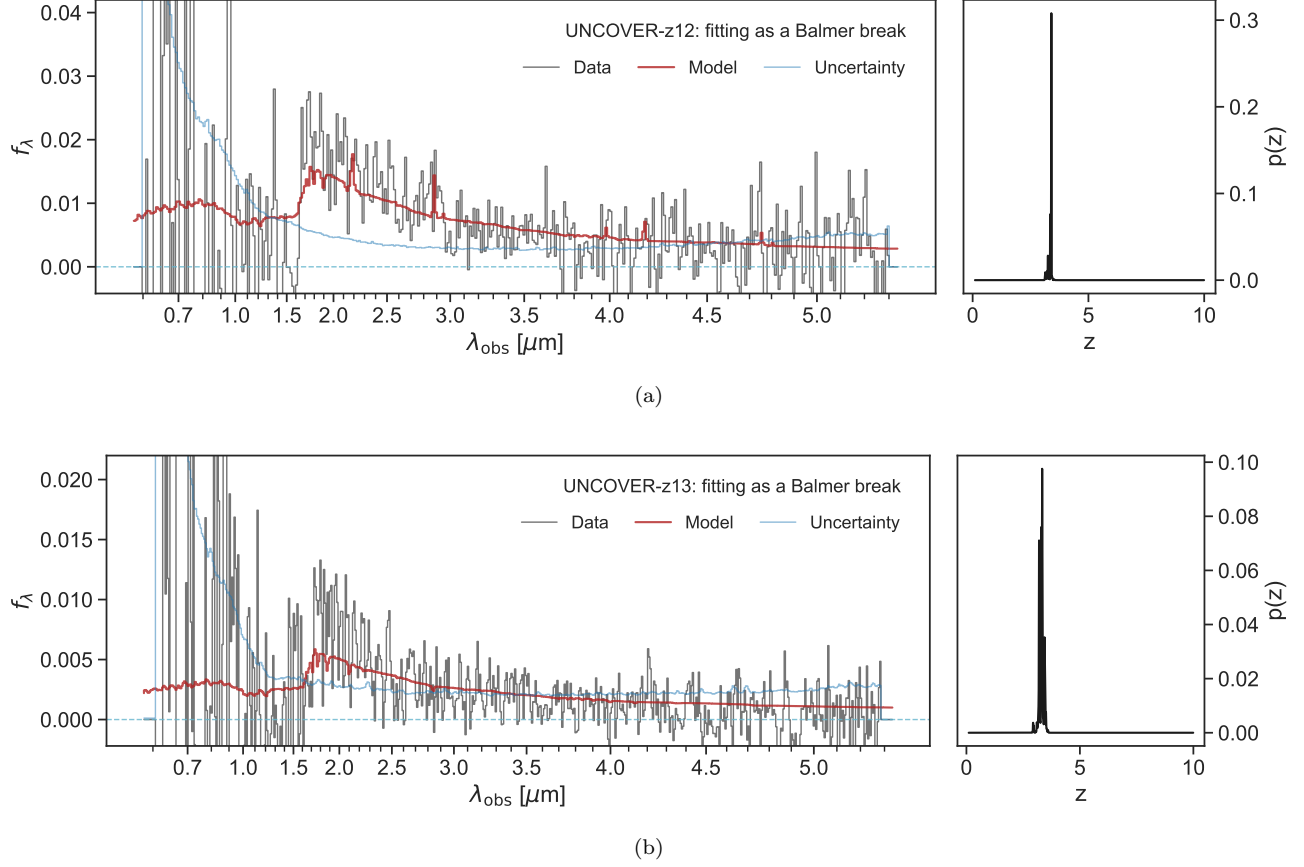 UNCOVER-z12: fitting as a Balmer break
Data Model Uncertainty
0.04
0.03
0.02
0.01
0.00
fλ
0.7 1.0 1.5 2.0 2.5 3.0 3.5 4.0 4.5 5.0
λobs [μm]
0.3
0.2
0.1
0.0
p(z)
0 5 10
z
(a)
UNCOVER-z13: fitting as a Balmer break
Data Model Uncertainty
0.020
0.015
0.010
0.005
0.000
fλ
0.7 1.0 1.5 2.0 2.5 3.0 3.5 4.0 4.5 5.0
λobs [μm]
0.10
0.08
0.06
0.04
0.02
0.00
p(z)
0 5 10
z
(b)